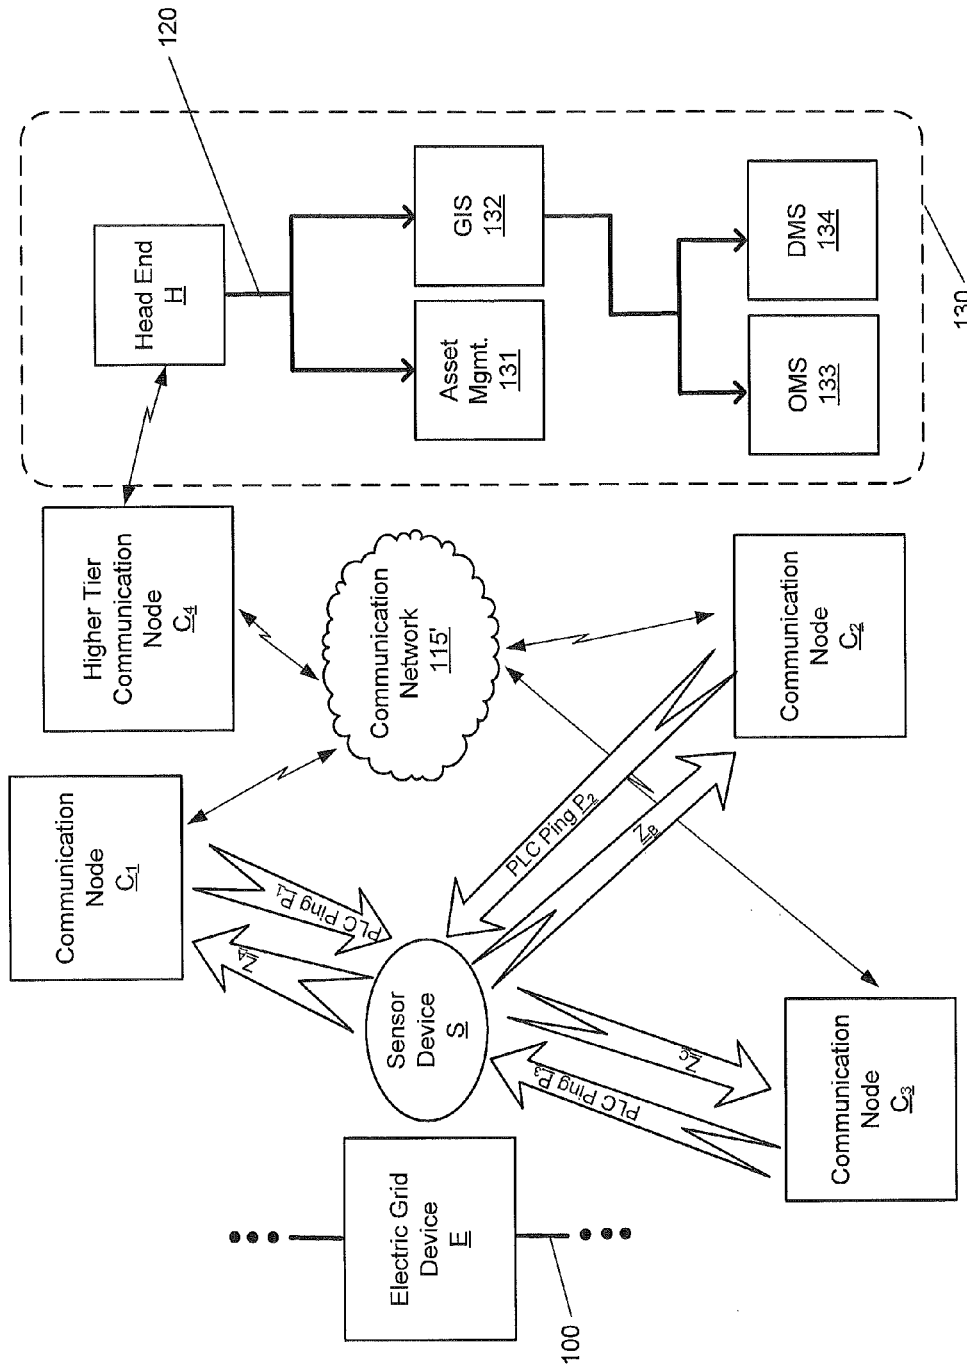 120
Head End
H
GIS
132
Asset
Mgmt.
131
DMS
134
OMS
133
130
Higher Tier
Communication
Node
C4
Communication
Network
115'
Communication
Node
C1
Communication
Node
C2
PLC Ping P1
ZA
PLC Ping P2
ZB
Sensor
Device
S
ZC
PLC Ping P3
Communication
Node
C3
Electric Grid
Device
E
100